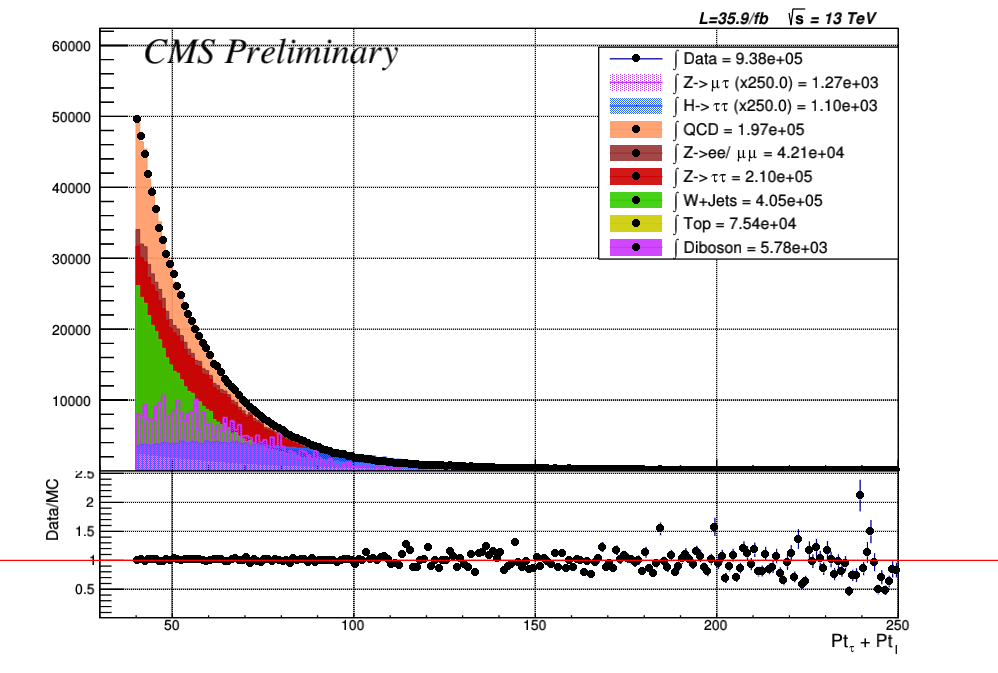 L=35.9/fb √s = 13 TeV
CMS Preliminary
60000
50000
40000
30000
20000
10000
∫ Data = 9.38e+05
∫ Z-> μτ (x250.0) = 1.27e+03
∫ H-> ττ (x250.0) = 1.10e+03
∫ QCD = 1.97e+05
∫ Z->ee/ μμ = 4.21e+04
∫ Z-> ττ = 2.10e+05
∫ W+Jets = 4.05e+05
∫ Top = 7.54e+04
∫ Diboson = 5.78e+03
Data/MC
2.5
2
1.5
1
0.5
50 100 150 200 250
Ptτ + Ptl